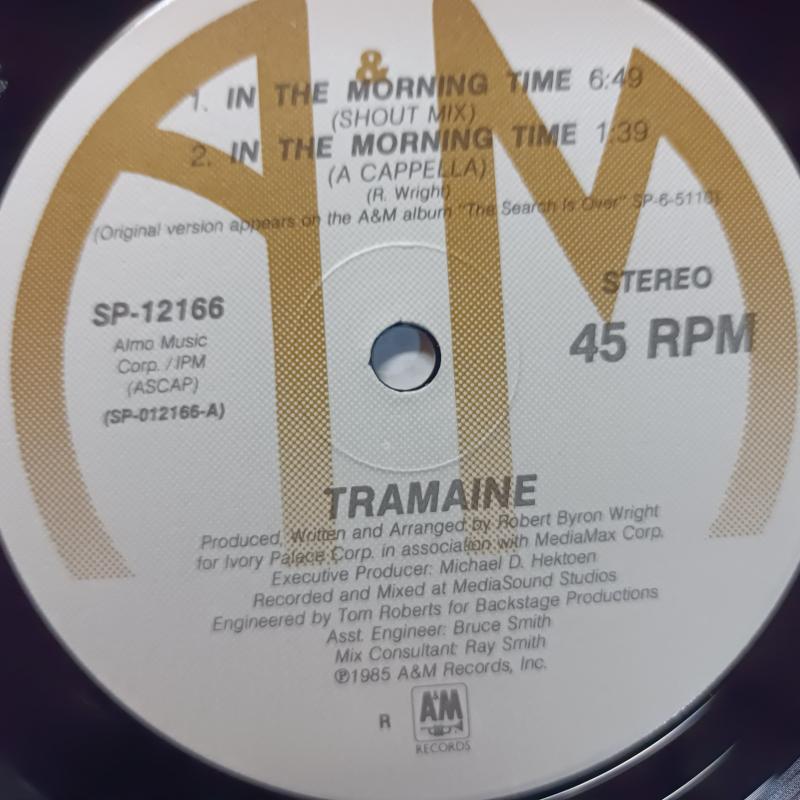 A&M
1. IN THE MORNING TIME 6:49
(SHOUT MIX)
2. IN THE MORNING TIME 1:39
(A CAPPELLA)
(R. Wright)
(Original version appears on the A&M album "The Search Is Over" SP-6-5110)
SP-12166
Almo Music
Corp. / IPM
(ASCAP)
(SP-012166-A)
STEREO
45 RPM
TRAMAINE
Produced, Written and Arranged by Robert Byron Wright
for Ivory Palace Corp. in association with MediaMax Corp.
Executive Producer: Michael D. Hektoen
Recorded and Mixed at MediaSound Studios
Engineered by Tom Roberts for Backstage Productions
Asst. Engineer: Bruce Smith
Mix Consultant: Ray Smith
℗1985 A&M Records, Inc.
R A&M
RECORDS